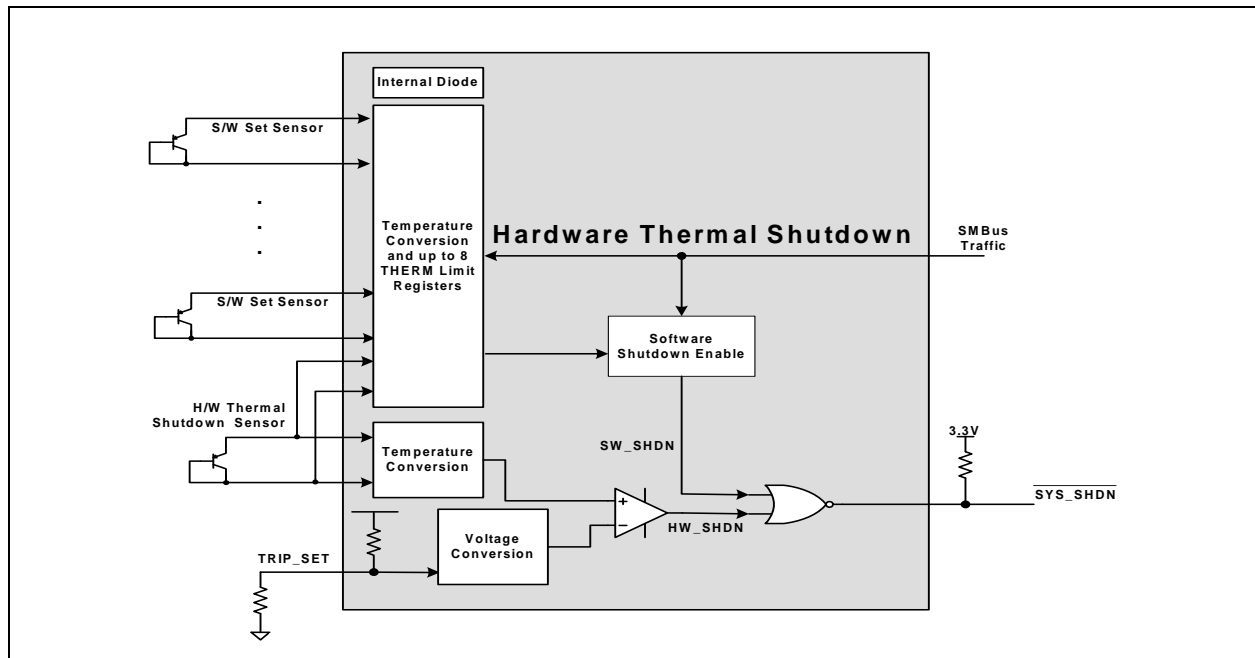 Internal Diode
S/W Set Sensor
.
.
.
Temperature
Conversion
and up to 8
THERM Limit
Registers
Hardware Thermal Shutdown
SMBus
Traffic
S/W Set Sensor
Software
Shutdown Enable
H/W Thermal
Shutdown Sensor
Temperature
Conversion
SW_SHDN
3.3V
SYS_SHDN
+
−
HW_SHDN
Voltage
Conversion
TRIP_SET